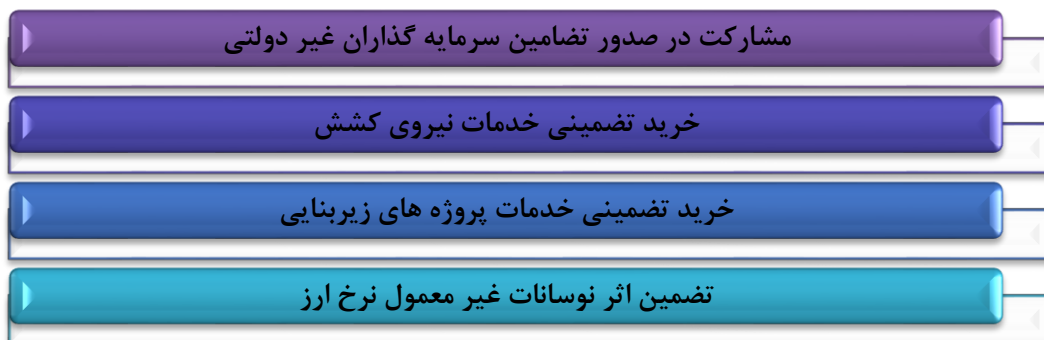 مشارکت در صدور تضامین سرمایه گذاران غیر دولتی
خرید تضمینی خدمات نیروی کشش
خرید تضمینی خدمات پروژه های زیربنایی
تضمین اثر نوسانات غیر معمول نرخ ارز